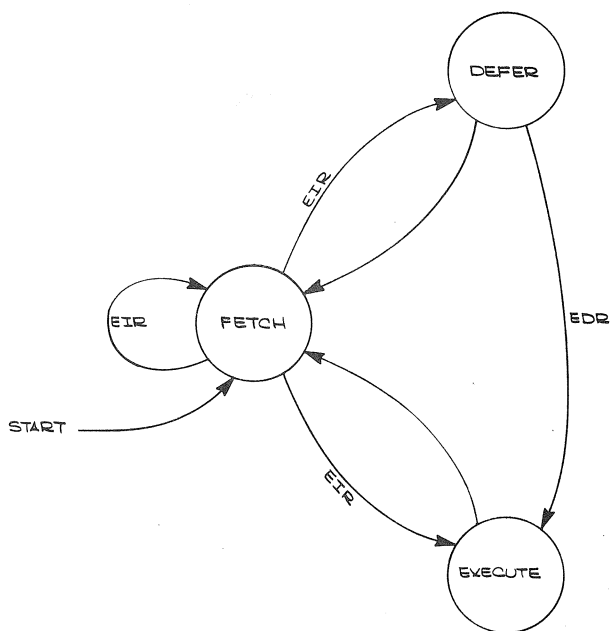 DEFER
EIR
EIR
FETCH
EDR
START
EIR
EXECUTE